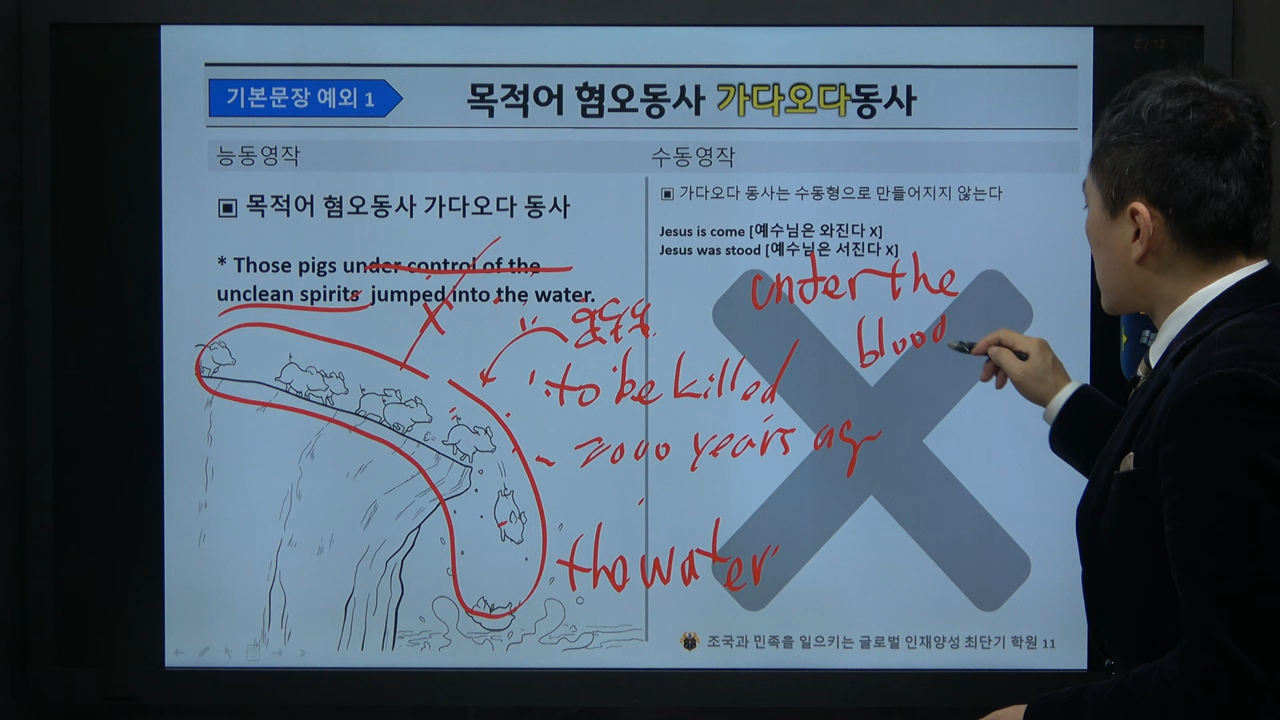 기본문장 예외 1
목적어 혐오동사 가다오다동사
능동영작
수동영작
▣ 목적어 혐오동사 가다오다 동사
* Those pigs under control of the
unclean spirits jumped into the water.
▣ 가다오다 동사는 수동형으로 만들어지지 않는다
Jesus is come [예수님은 와진다 X]
Jesus was stood [예수님은 서진다 X]
under the
blood
to be killed
2000 years ag
the water
조국과 민족을 일으키는 글로벌 인재양성 최단기 학원 11